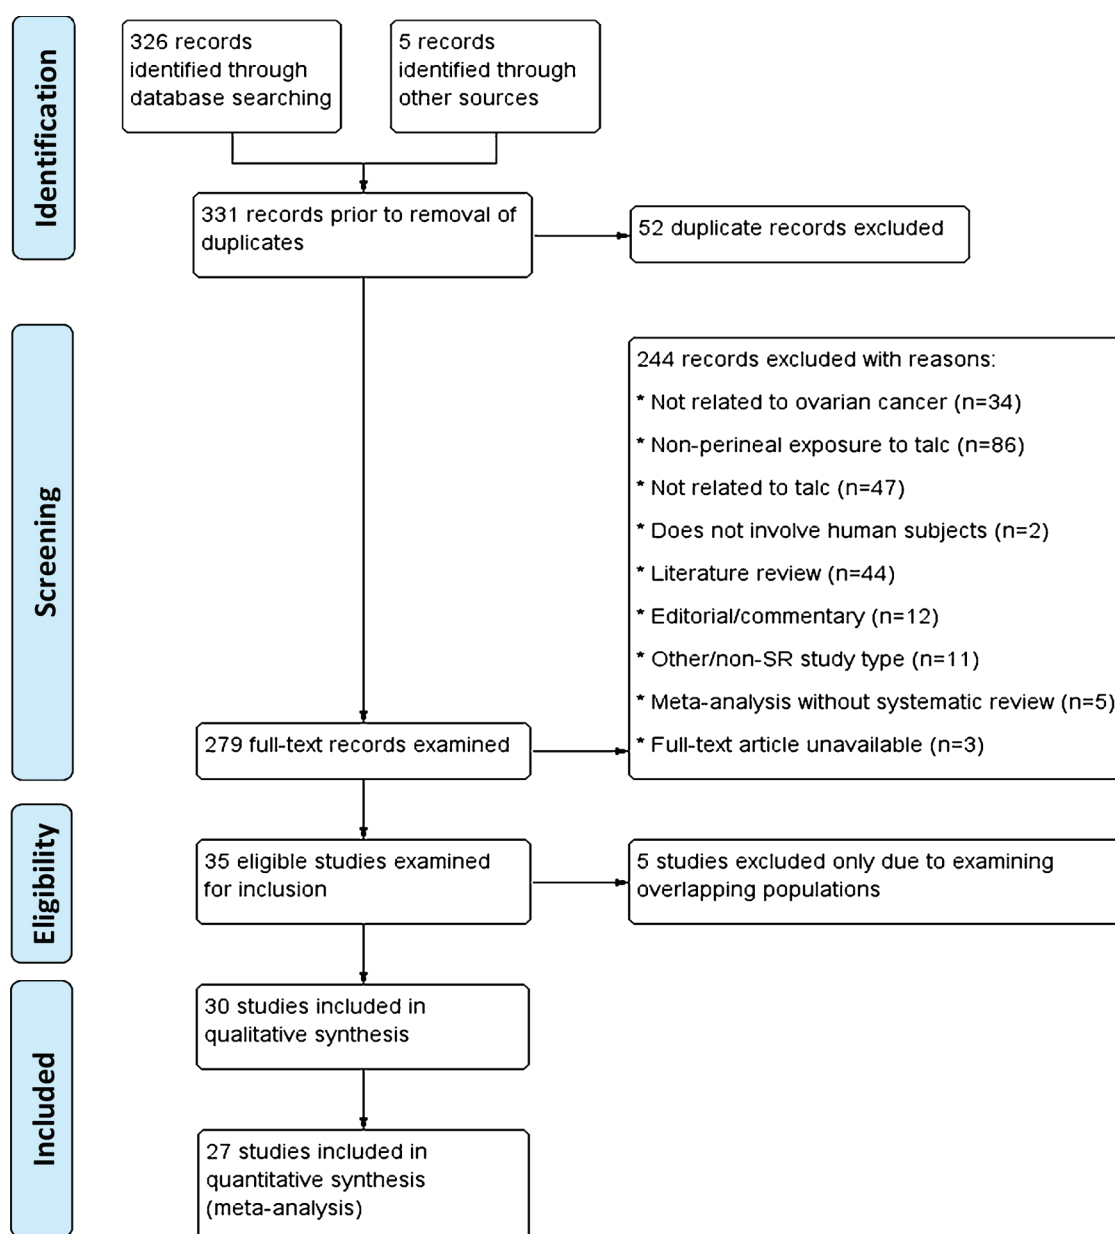 Identification
326 records
identified through
database searching
5 records
identified through
other sources
331 records prior to removal of
duplicates
52 duplicate records excluded
Screening
244 records excluded with reasons:
* Not related to ovarian cancer (n=34)
* Non-perineal exposure to talc (n=86)
* Not related to talc (n=47)
* Does not involve human subjects (n=2)
* Literature review (n=44)
* Editorial/commentary (n=12)
* Other/non-SR study type (n=11)
* Meta-analysis without systematic review (n=5)
* Full-text article unavailable (n=3)
279 full-text records examined
Eligibility
35 eligible studies examined
for inclusion
5 studies excluded only due to examining
overlapping populations
Included
30 studies included in
qualitative synthesis
27 studies included in
quantitative synthesis
(meta-analysis)